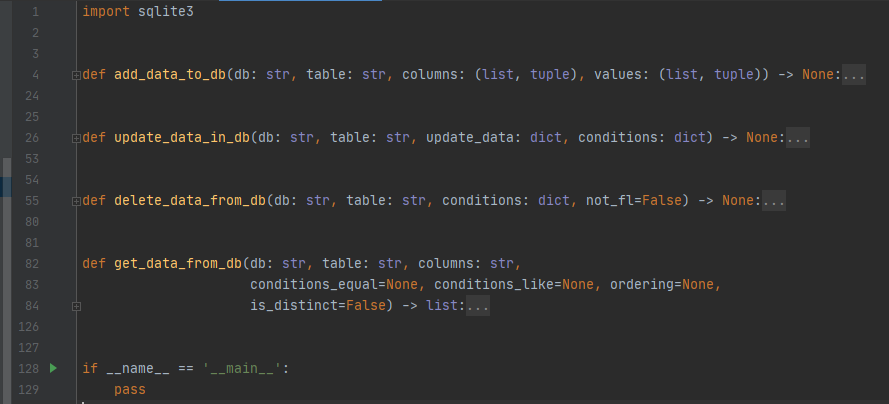 1 import sqlite3
2
3
4 def add_data_to_db(db: str, table: str, columns: (list, tuple), values: (list, tuple)) -> None:...
24
25
26 def update_data_in_db(db: str, table: str, update_data: dict, conditions: dict) -> None:...
53
54
55 def delete_data_from_db(db: str, table: str, conditions: dict, not_fl=False) -> None:...
80
81
82 def get_data_from_db(db: str, table: str, columns: str,
83 conditions_equal=None, conditions_like=None, ordering=None,
84 is_distinct=False) -> list:...
126
127
128 if __name__ == '__main__':
129 pass